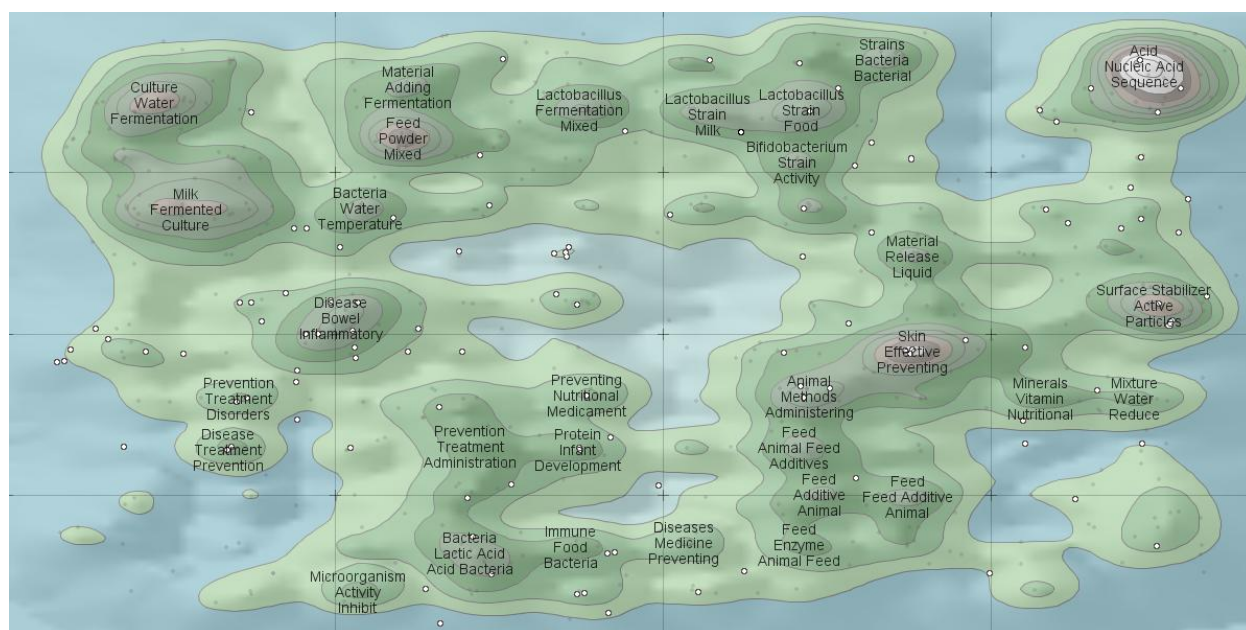 Culture
Water
Fermentation
Material
Adding
Fermentation
Feed
Powder
Mixed
Lactobacillus
Fermentation
Mixed
Lactobacillus
Strain
Milk
Lactobacillus
Strain
Food
Strains
Bacteria
Bacterial
Acid
Nucleic Acid
Sequence
Bifidobacterium
Strain
Activity
Milk
Fermented
Culture
Bacteria
Water
Temperature
Material
Release
Liquid
Disease
Bowel
Inflammatory
Surface Stabilizer
Active
Particles
Skin
Effective
Preventing
Prevention
Treatment
Disorders
Preventing
Nutritional
Medicament
Animal
Methods
Administering
Minerals
Vitamin
Nutritional
Mixture
Water
Reduce
Disease
Treatment
Prevention
Prevention
Treatment
Administration
Protein
Infant
Development
Feed
Animal Feed
Additives
Feed
Additive
Animal
Feed
Feed Additive
Animal
Bacteria
Lactic Acid
Acid Bacteria
Immune
Food
Bacteria
Diseases
Medicine
Preventing
Feed
Enzyme
Animal Feed
Microorganism
Activity
Inhibit